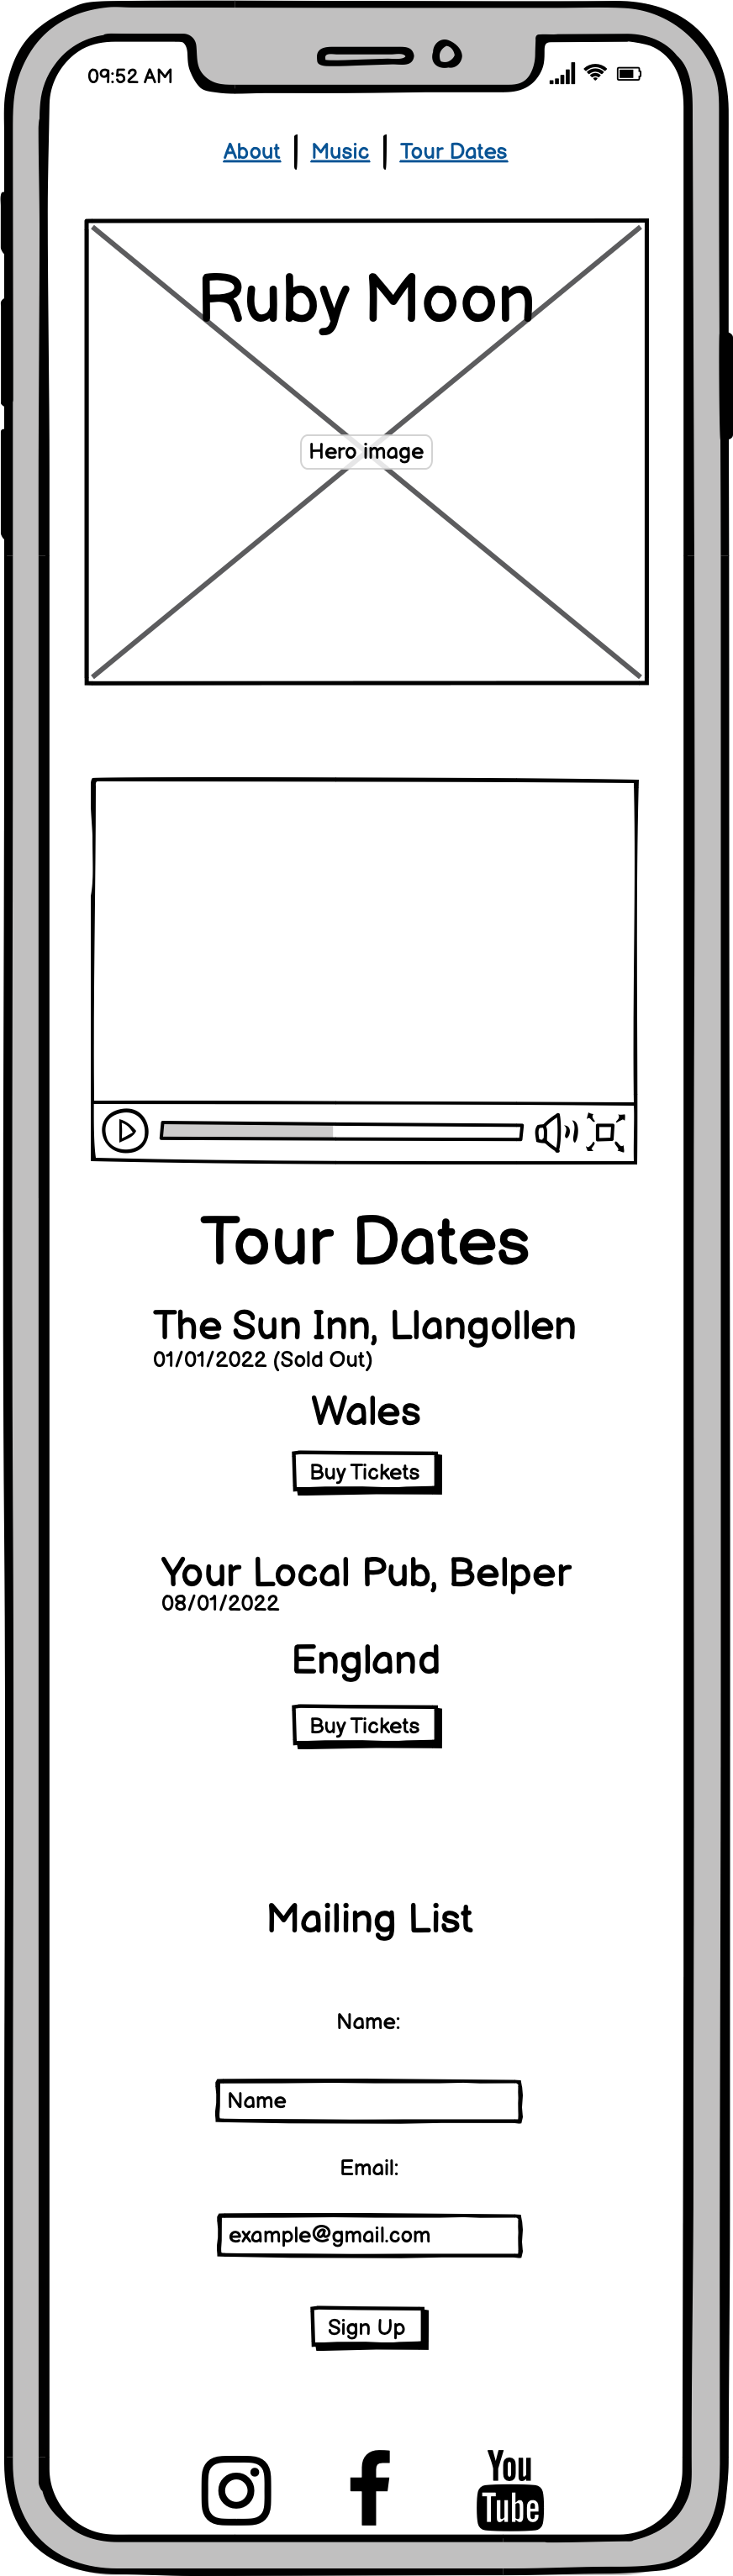 09:52 AM
About | Music | Tour Dates
Ruby Moon
Hero image
Tour Dates
The Sun Inn, Llangollen
01/01/2022 (Sold Out)
Wales
Buy Tickets
Your Local Pub, Belper
08/01/2022
England
Buy Tickets
Mailing List
Name:
Name
Email:
example@gmail.com
Sign Up
You
Tube